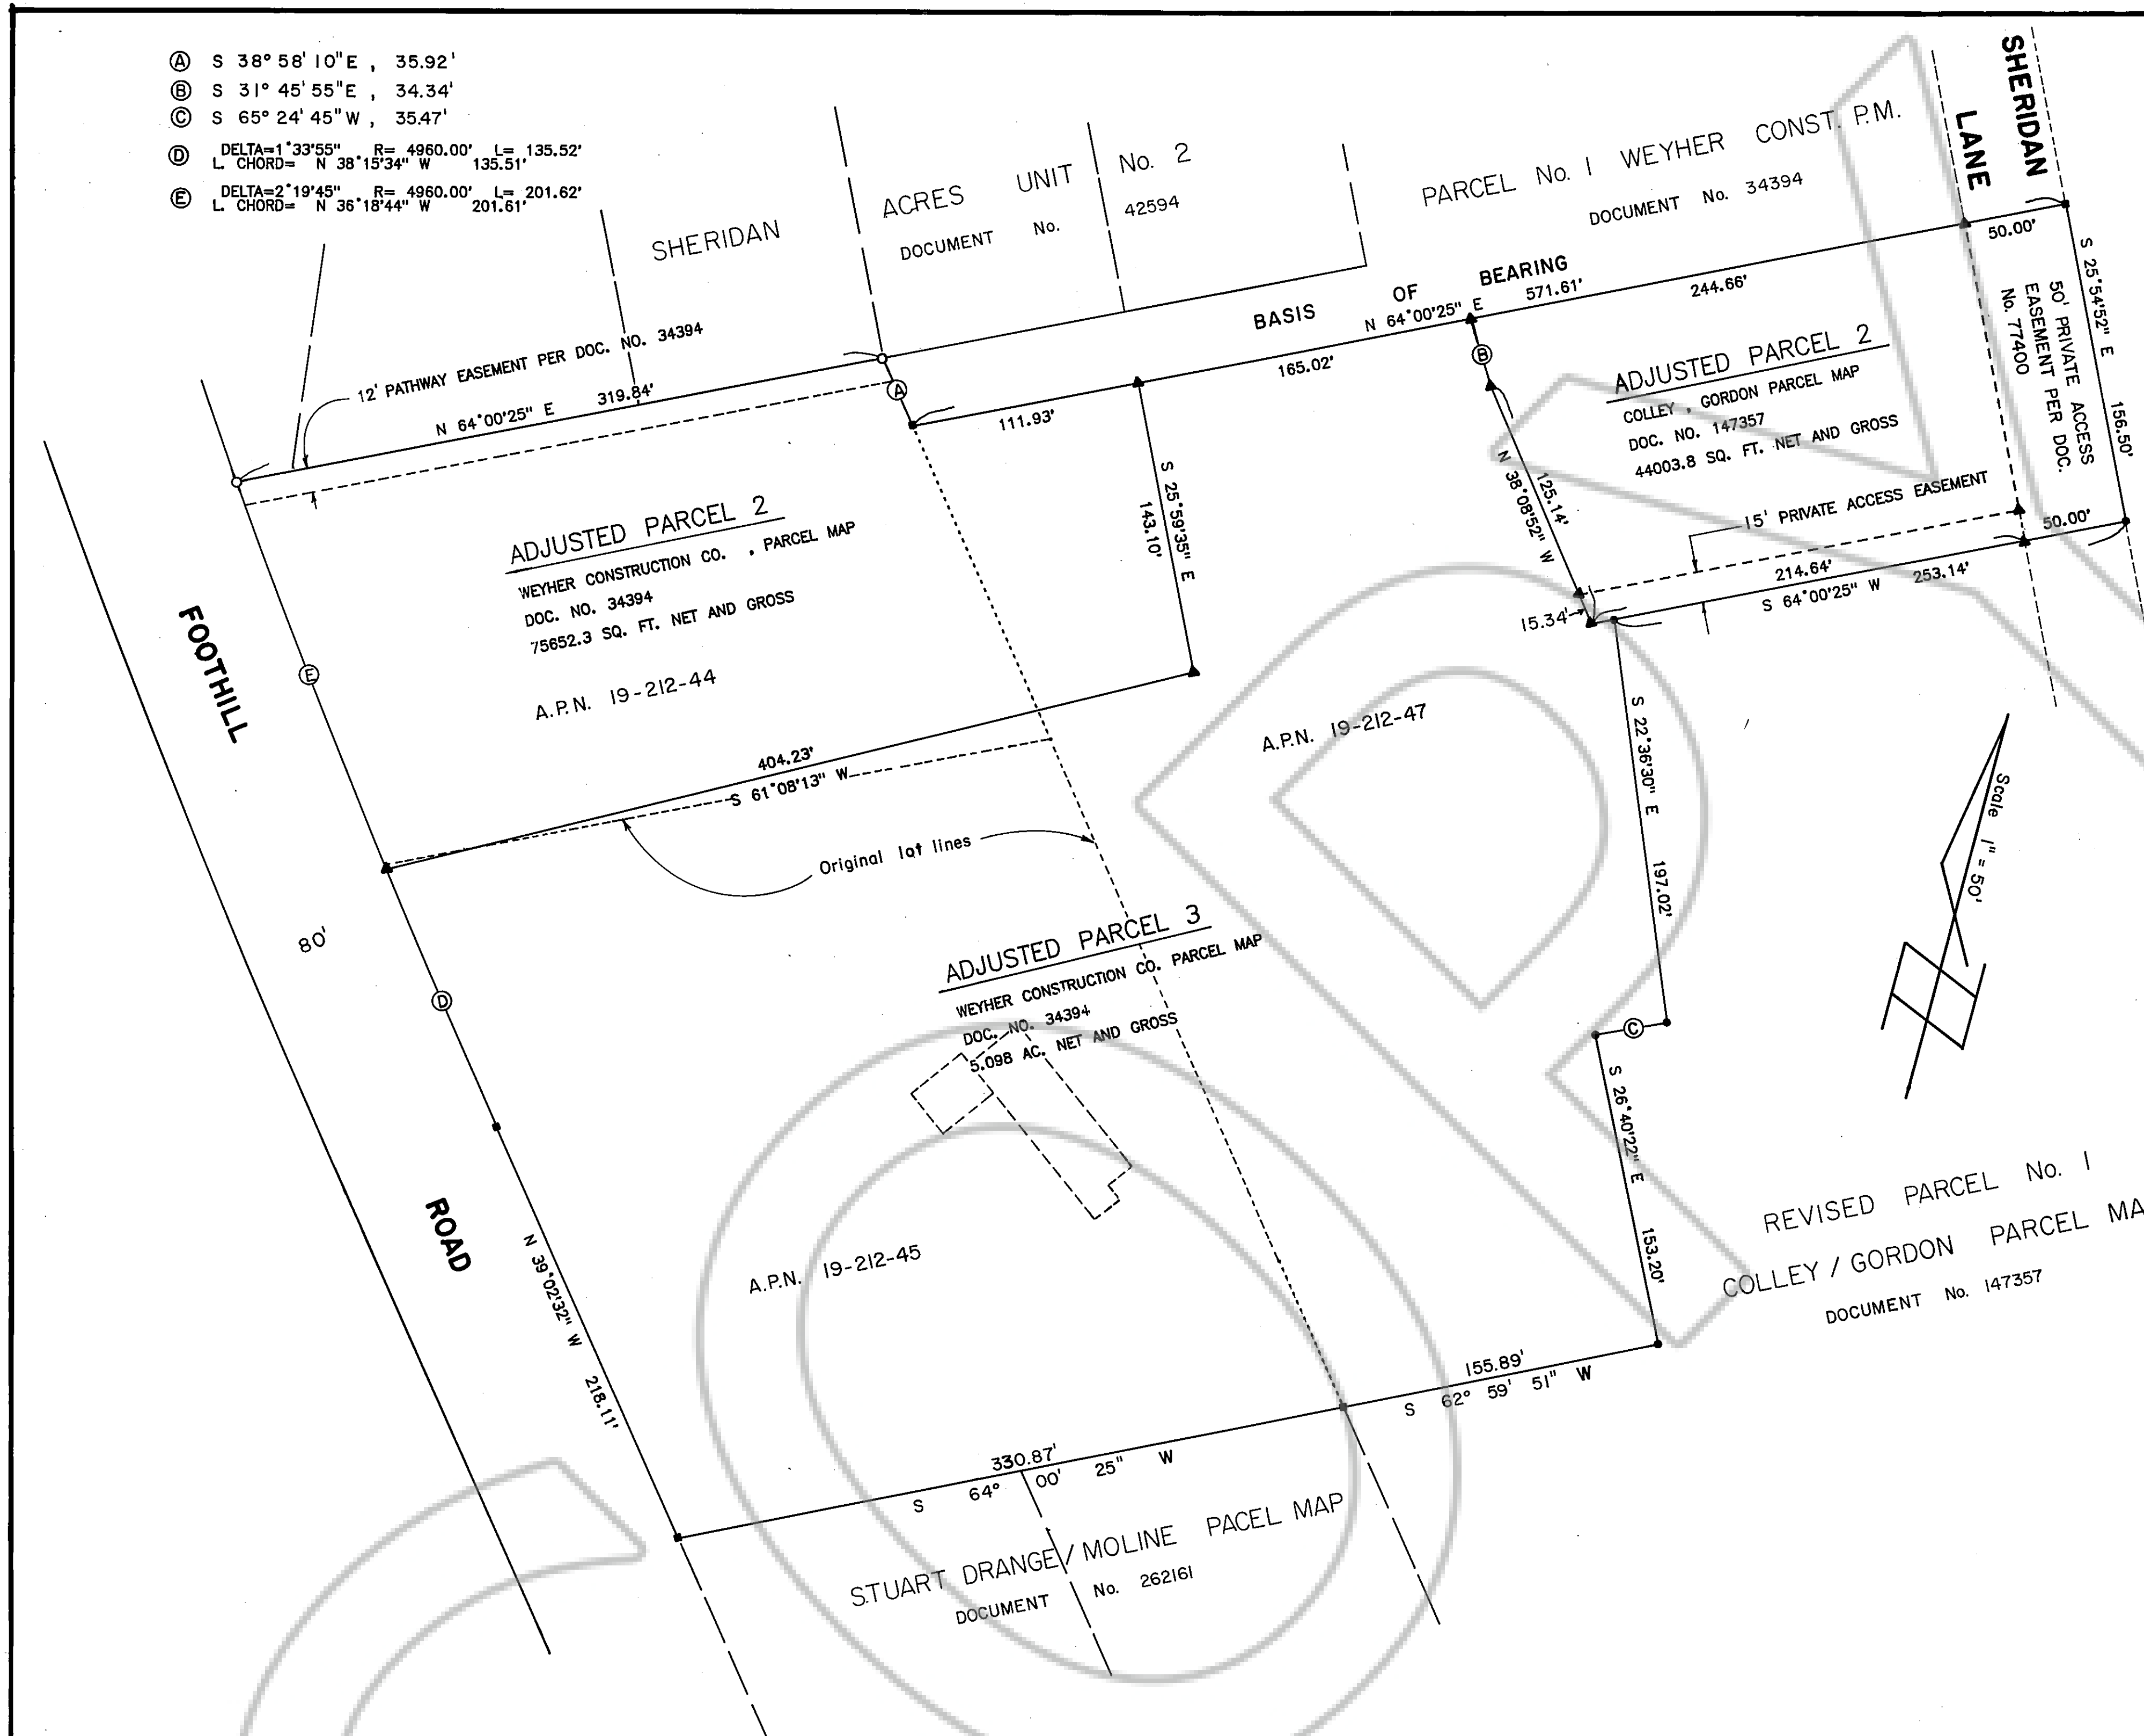 Ⓐ S 38° 58' 10" E , 35.92'
Ⓑ S 31° 45' 55" E , 34.34'
Ⓒ S 65° 24' 45" W , 35.47'
Ⓓ DELTA=1°33'55" R= 4960.00' L= 135.52'
L. CHORD= N 38°15'34" W 135.51'
Ⓔ DELTA=2°19'45" R= 4960.00' L= 201.62'
L. CHORD= N 36°18'44" W 201.61'
SHERIDAN
ACRES UNIT No. 2
DOCUMENT No. 42594
PARCEL No. 1 WEYHER CONST. P.M.
DOCUMENT No. 34394
SHERIDAN
LANE
12' PATHWAY EASEMENT PER DOC. NO. 34394
N 64°00'25" E 319.84'
Ⓐ
111.93'
BASIS OF BEARING
N 64°00'25" E 571.61'
165.02'
244.66'
50.00'
S 25°54'52" E 156.50'
50' PRIVATE ACCESS
EASEMENT PER DOC.
No. 77400
Ⓑ
ADJUSTED PARCEL 2
COLLEY , GORDON PARCEL MAP
DOC. NO. 147357
44003.8 SQ. FT. NET AND GROSS
15' PRIVATE ACCESS EASEMENT
125.14'
N 38°08'52" W
15.34'
214.64'
S 64°00'25" W 253.14'
50.00'
S 25°59'35" E
143.10'
ADJUSTED PARCEL 2
WEYHER CONSTRUCTION CO. , PARCEL MAP
DOC. NO. 34394
75652.3 SQ. FT. NET AND GROSS
A.P.N. 19-212-44
Ⓔ
FOOTHILL
404.23'
S 61°08'13" W
Original lot lines
A.P.N. 19-212-47
S 22°36'30" E 197.02'
Scale 1" = 50'
80'
Ⓓ
ADJUSTED PARCEL 3
WEYHER CONSTRUCTION CO. PARCEL MAP
DOC. NO. 34394
5.098 AC. NET AND GROSS
Ⓒ
S 26°40'22" E 153.20'
ROAD
N 39°02'32" W 218.11'
A.P.N. 19-212-45
REVISED PARCEL No. 1
COLLEY / GORDON PARCEL MA
DOCUMENT No. 147357
155.89'
S 62° 59' 51" W
330.87'
S 64° 00' 25" W
STUART DRANGE / MOLINE PACEL MAP
DOCUMENT No. 262161